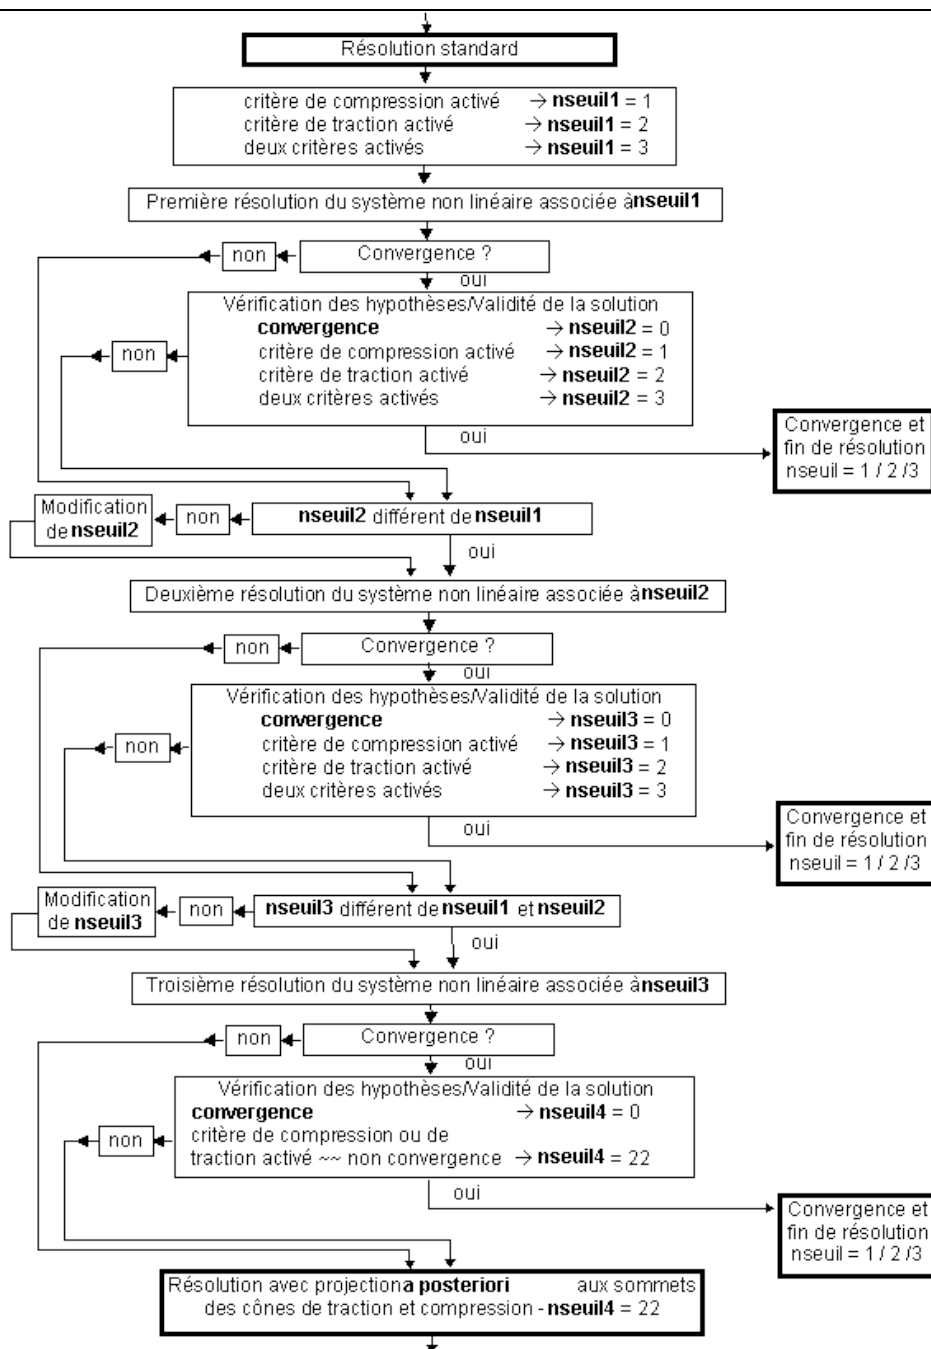 Résolution standard
critère de compression activé → nseuil1 = 1
critère de traction activé → nseuil1 = 2
deux critères activés → nseuil1 = 3
Première résolution du système non linéaire associée à nseuil1
non
Convergence ?
oui
Vérification des hypothèses/Validité de la solution
convergence → nseuil2 = 0
non
critère de compression activé → nseuil2 = 1
critère de traction activé → nseuil2 = 2
deux critères activés → nseuil2 = 3
oui
Convergence et
fin de résolution
nseuil = 1 / 2 /3
Modification
de nseuil2
non
nseuil2 différent de nseuil1
oui
Deuxième résolution du système non linéaire associée à nseuil2
non
Convergence ?
oui
Vérification des hypothèses/Validité de la solution
convergence → nseuil3 = 0
non
critère de compression activé → nseuil3 = 1
critère de traction activé → nseuil3 = 2
deux critères activés → nseuil3 = 3
oui
Convergence et
fin de résolution
nseuil = 1 / 2 /3
Modification
de nseuil3
non
nseuil3 différent de nseuil1 et nseuil2
oui
Troisième résolution du système non linéaire associée à nseuil3
non
Convergence ?
oui
Vérification des hypothèses/Validité de la solution
convergence → nseuil4 = 0
non
critère de compression ou de
traction activé ~~ non convergence → nseuil4 = 22
oui
Convergence et
fin de résolution
nseuil = 1 / 2 /3
Résolution avec projection a posteriori aux sommets
des cônes de traction et compression - nseuil4 = 22